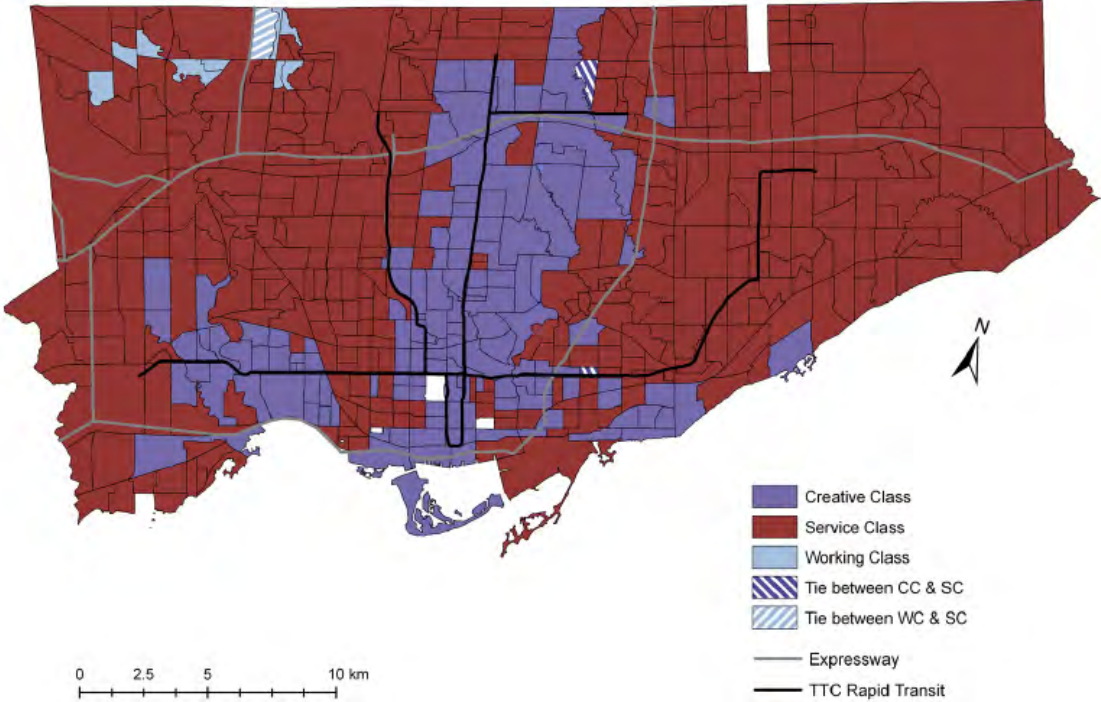 N
Creative Class
Service Class
Working Class
Tie between CC & SC
Tie between WC & SC
Expressway
TTC Rapid Transit
0 2.5 5 10 km